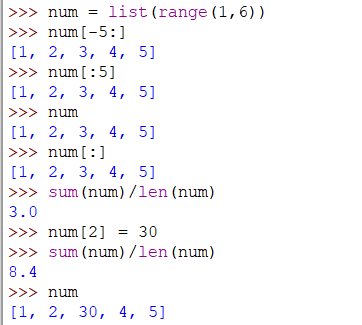 >>> num = list(range(1,6))
>>> num[-5:]
[1, 2, 3, 4, 5]
>>> num[:5]
[1, 2, 3, 4, 5]
>>> num
[1, 2, 3, 4, 5]
>>> num[:]
[1, 2, 3, 4, 5]
>>> sum(num)/len(num)
3.0
>>> num[2] = 30
>>> sum(num)/len(num)
8.4
>>> num
[1, 2, 30, 4, 5]